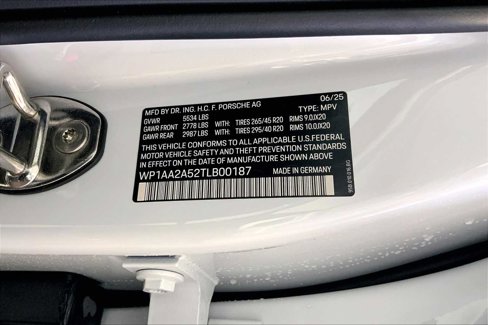 MFD BY DR. ING. H.C. F. PORSCHE AG 06/25
GVWR 5534 LBS TYPE: MPV
GAWR FRONT 2778 LBS WITH TIRES 265/45 R20 RIMS 9.0JX20
GAWR REAR 2987 LBS WITH TIRES 295/40 R20 RIMS 10.0JX20
THIS VEHICLE CONFORMS TO ALL APPLICABLE U.S.FEDERAL
MOTOR VEHICLE SAFETY AND THEFT PREVENTION STANDARDS
IN EFFECT ON THE DATE OF MANUFACTURE SHOWN ABOVE.
WP1AA2A52TLB00187 MADE IN GERMANY